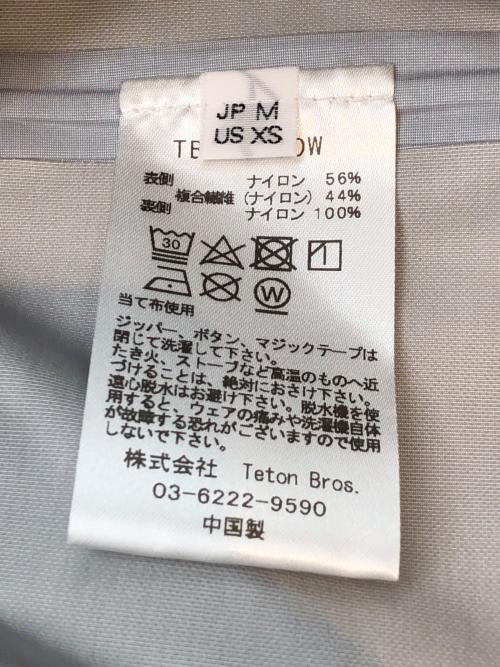 JP M
US XS
表側 ナイロン 56%
複合繊維 (ナイロン) 44%
裏側 ナイロン 100%
30
W
当て布使用
ジッパー、ボタン、マジックテープは
閉じて洗濯して下さい。
たき火、ストーブなど高温のものへ近
づけることは、絶対におさけ下さい。
遠心脱水はお避け下さい。脱水機を使
用すると、ウェアの痛みや洗濯機自体
が故障する恐れがございますので使用
しないで下さい。
株式会社 Teton Bros.
03-6222-9590
中国製